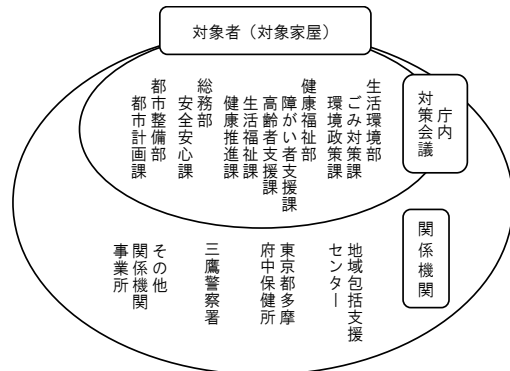 対象者（対象家屋）
庁内
対策会議
生活環境部
ごみ対策課
環境政策課
健康福祉部
障がい者支援課
高齢者支援課
生活福祉課
健康推進課
総務部
安全安心課
都市整備部
都市計画課
関係機関
地域包括支援
センター
東京都多摩
府中保健所
三鷹警察署
その他
関係機関
事業所